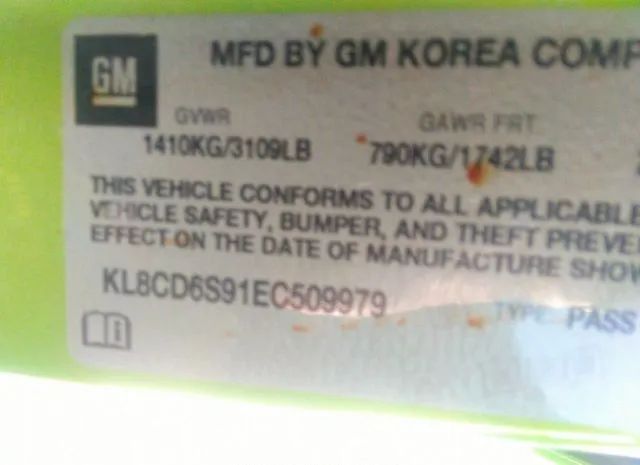 GM
MFD BY GM KOREA COMP
GVWR GAWR FRT
1410KG/3109LB 790KG/1742LB
THIS VEHICLE CONFORMS TO ALL APPLICABLE
VEHICLE SAFETY, BUMPER, AND THEFT PREVE
EFFECT ON THE DATE OF MANUFACTURE SHOW
KL8CD6S91EC509979 TYPE PASS